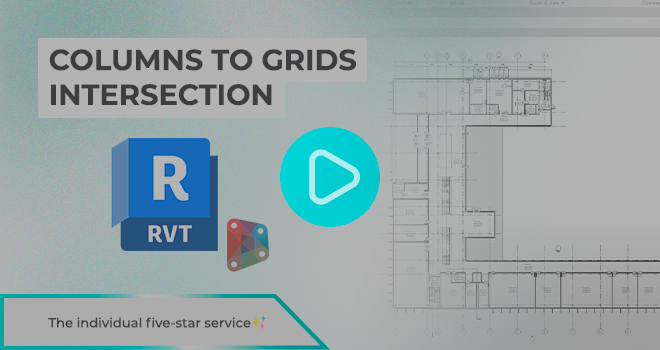 COLUMNS TO GRIDS
INTERSECTION
R
RVT
The individual five-star service✨